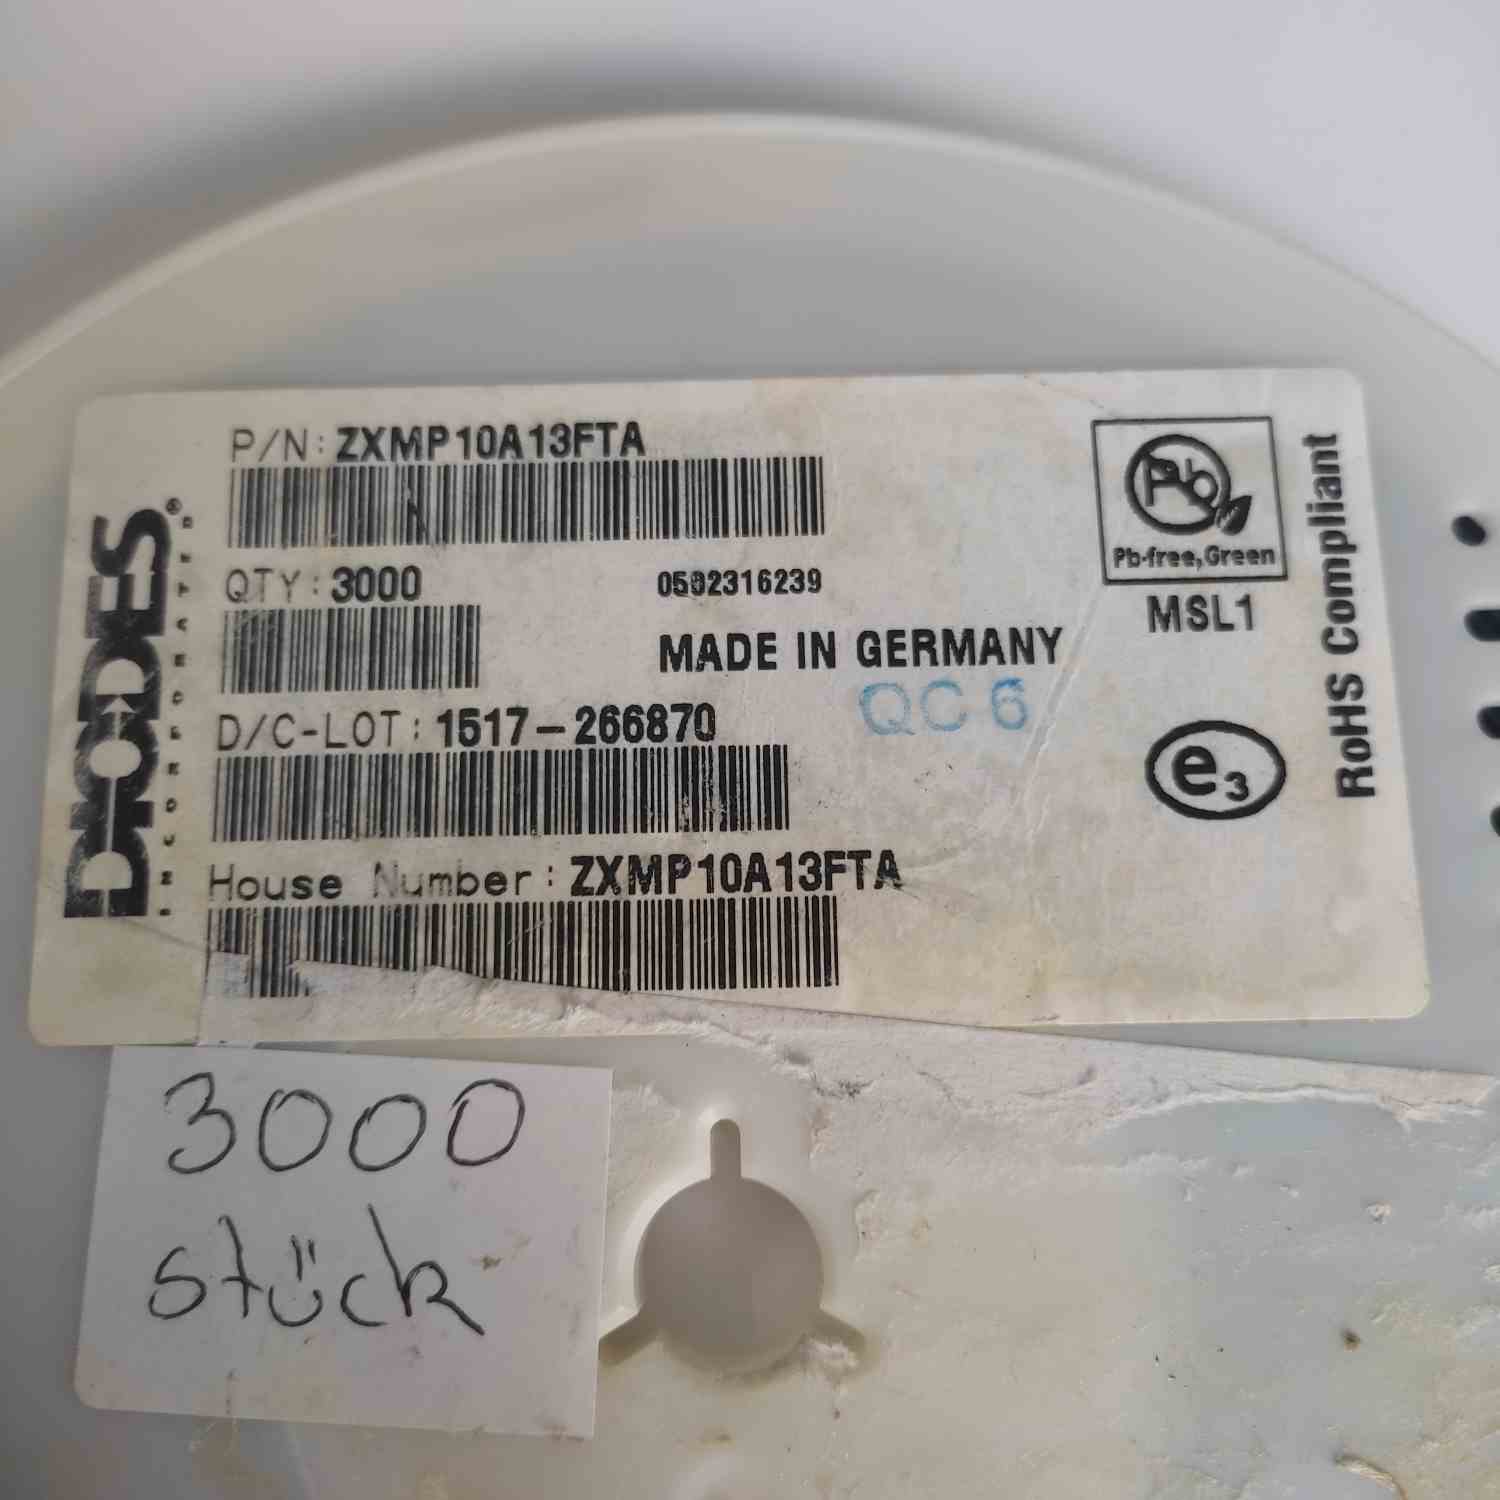 P/N: ZXMP10A13FTA
QTY: 3000
0502316239
MADE IN GERMANY
QC 6
D/C-LOT: 1517-266870
House Number: ZXMP10A13FTA
DIODES®
INCORPORATED
Pb
Pb-free, Green
MSL1
e3
RoHS Compliant
3000
stück